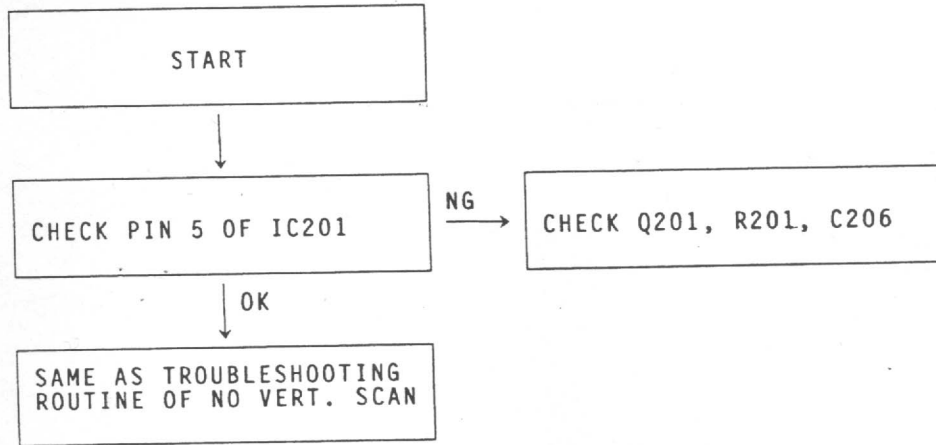 START
CHECK PIN 5 OF IC201
NG
CHECK Q201, R201, C206
OK
SAME AS TROUBLESHOOTING
ROUTINE OF NO VERT. SCAN